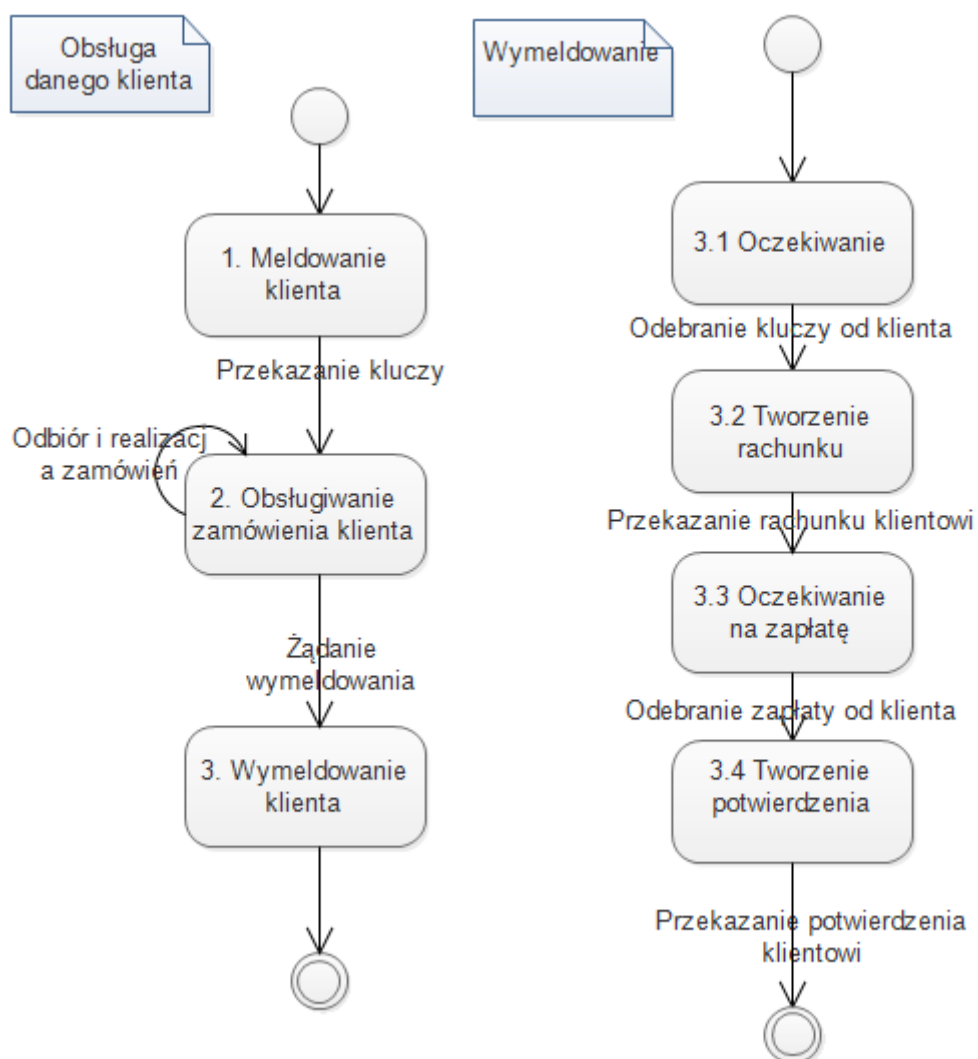 Obsługa
danego klienta
1. Meldowanie
klienta
Przekazanie kluczy
Odbiór i realizacj
a zamówień
2. Obsługiwanie
zamówienia klienta
Żądanie
wymeldowania
3. Wymeldowanie
klienta
Wymeldowanie
3.1 Oczekiwanie
Odebranie kluczy od klienta
3.2 Tworzenie
rachunku
Przekazanie rachunku klientowi
3.3 Oczekiwanie
na zapłatę
Odebranie zapłaty od klienta
3.4 Tworzenie
potwierdzenia
Przekazanie potwierdzenia
klientowi